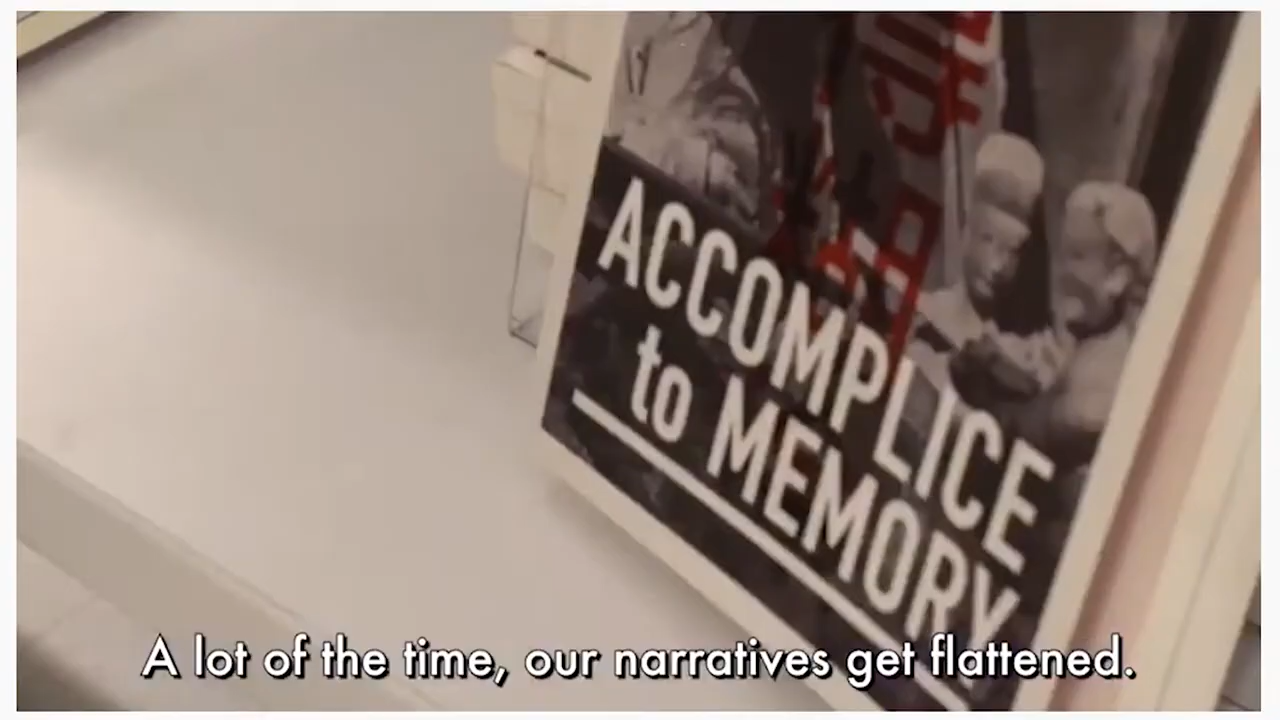 ACCOMPLICE
to MEMORY
A lot of the time, our narratives get flattened.